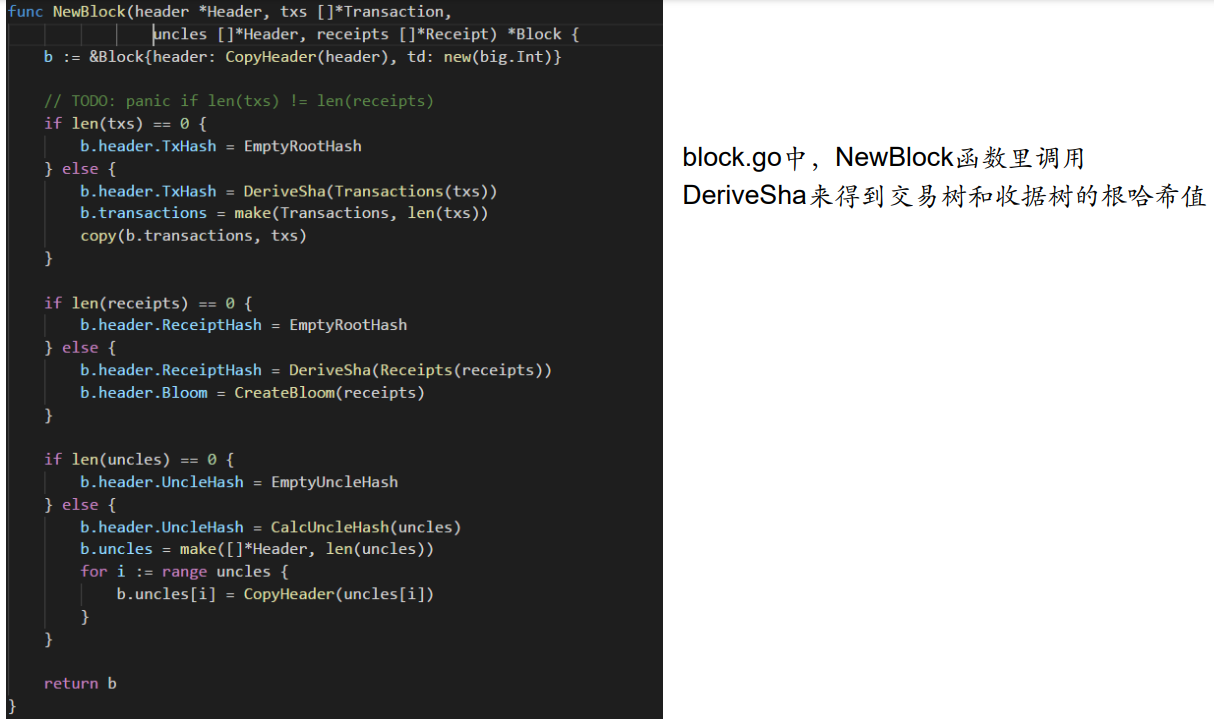 func NewBlock(header *Header, txs []*Transaction,
uncles []*Header, receipts []*Receipt) *Block {
b := &Block{header: CopyHeader(header), td: new(big.Int)}
// TODO: panic if len(txs) != len(receipts)
if len(txs) == 0 {
b.header.TxHash = EmptyRootHash
} else {
b.header.TxHash = DeriveSha(Transactions(txs))
b.transactions = make(Transactions, len(txs))
copy(b.transactions, txs)
}
if len(receipts) == 0 {
b.header.ReceiptHash = EmptyRootHash
} else {
b.header.ReceiptHash = DeriveSha(Receipts(receipts))
b.header.Bloom = CreateBloom(receipts)
}
if len(uncles) == 0 {
b.header.UncleHash = EmptyUncleHash
} else {
b.header.UncleHash = CalcUncleHash(uncles)
b.uncles = make([]*Header, len(uncles))
for i := range uncles {
b.uncles[i] = CopyHeader(uncles[i])
}
}
return b
}
block.go中，NewBlock函数里调用
DeriveSha来得到交易树和收据树的根哈希值